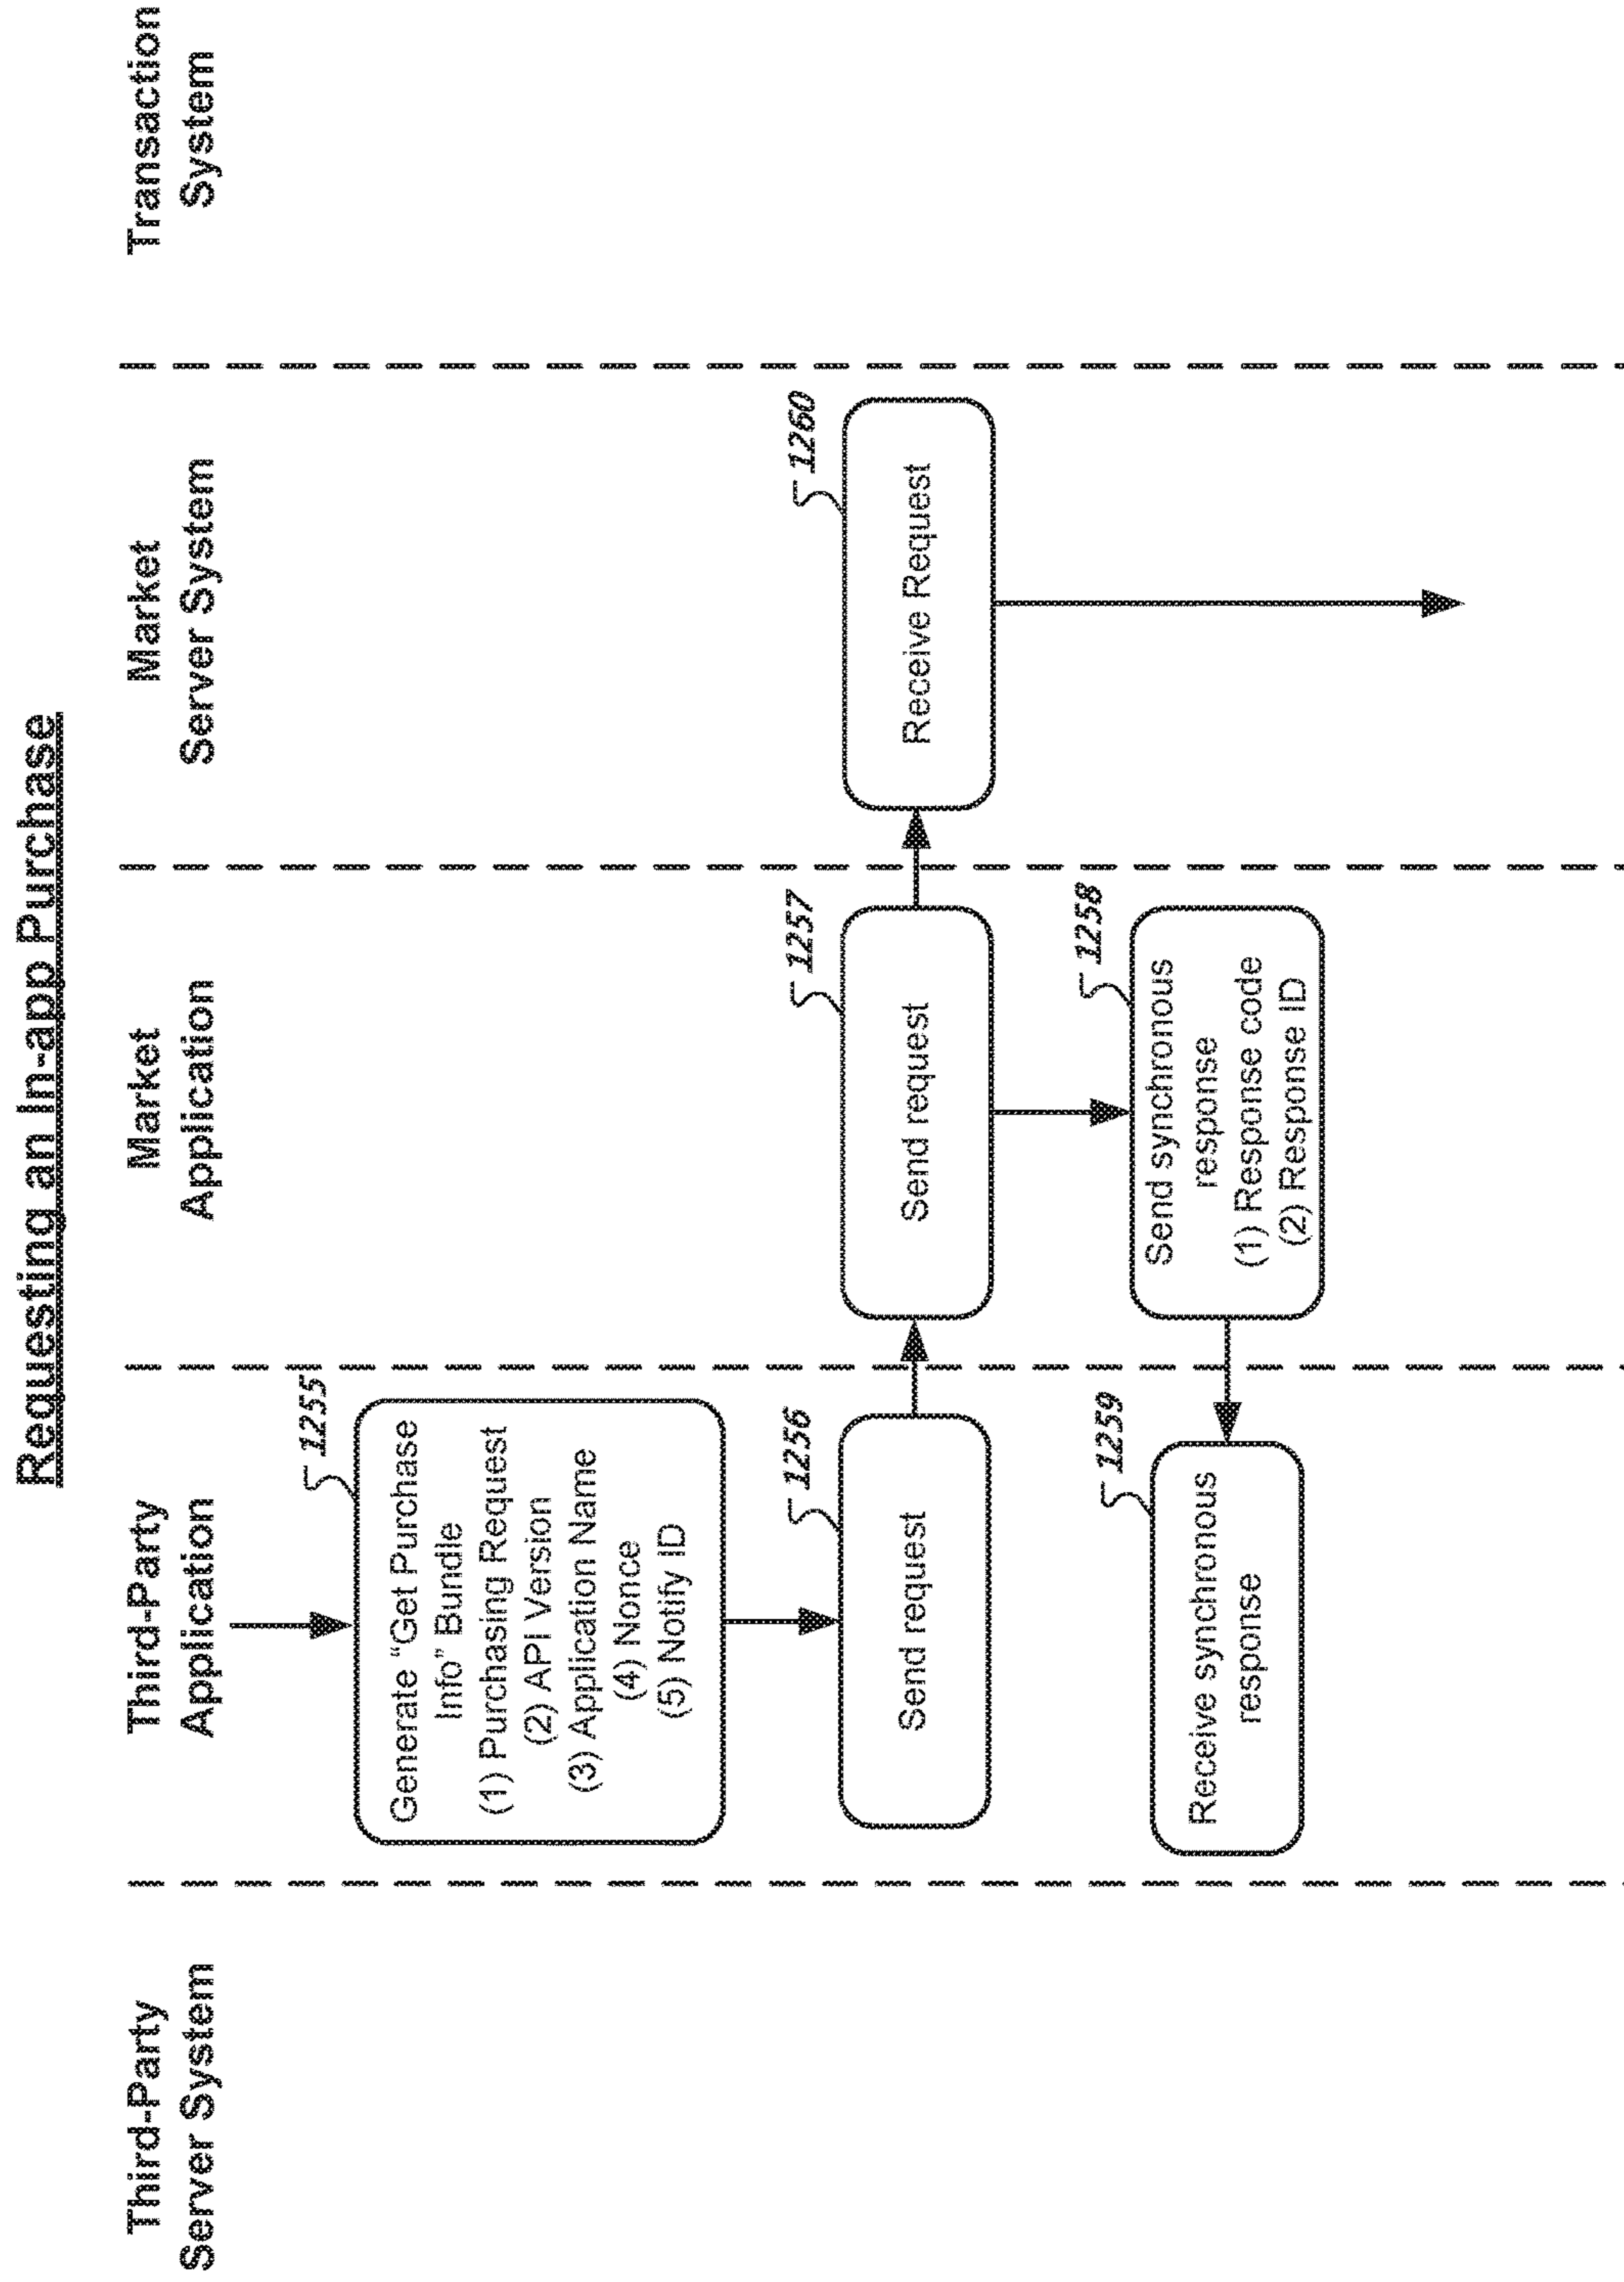 Requesting an in-app Purchase
Third-Party
Server System
Third-Party
Application
Market
Application
Market
Server System
Transaction
System
1255
Generate “Get Purchase
Info” Bundle
(1) Purchasing Request
(2) API Version
(3) Application Name
(4) Nonce
(5) Notify ID
1256
Send request
1257
Send request
1260
Receive Request
1258
Send synchronous
response
(1) Response code
(2) Response ID
1259
Receive synchronous
response